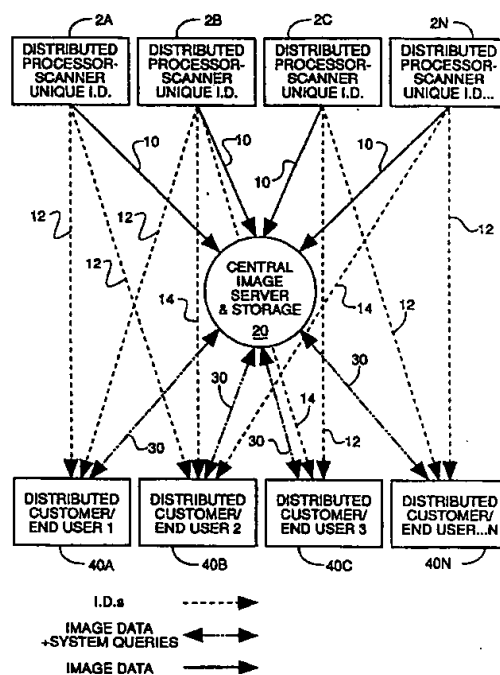 2A
2B
2C
2N
DISTRIBUTED
PROCESSOR-
SCANNER
UNIQUE I.D.
DISTRIBUTED
PROCESSOR-
SCANNER
UNIQUE I.D.
DISTRIBUTED
PROCESSOR-
SCANNER
UNIQUE I.D.
DISTRIBUTED
PROCESSOR-
SCANNER
UNIQUE I.D...
10
10
10
10
12
12
12
12
12
14
14
CENTRAL
IMAGE
SERVER
& STORAGE
20
30
30
14
30
30
12
DISTRIBUTED
CUSTOMER/
END USER 1
DISTRIBUTED
CUSTOMER/
END USER 2
DISTRIBUTED
CUSTOMER/
END USER 3
DISTRIBUTED
CUSTOMER/
END USER...N
40A
40B
40C
40N
I.D.s
IMAGE DATA
+SYSTEM QUERIES
IMAGE DATA